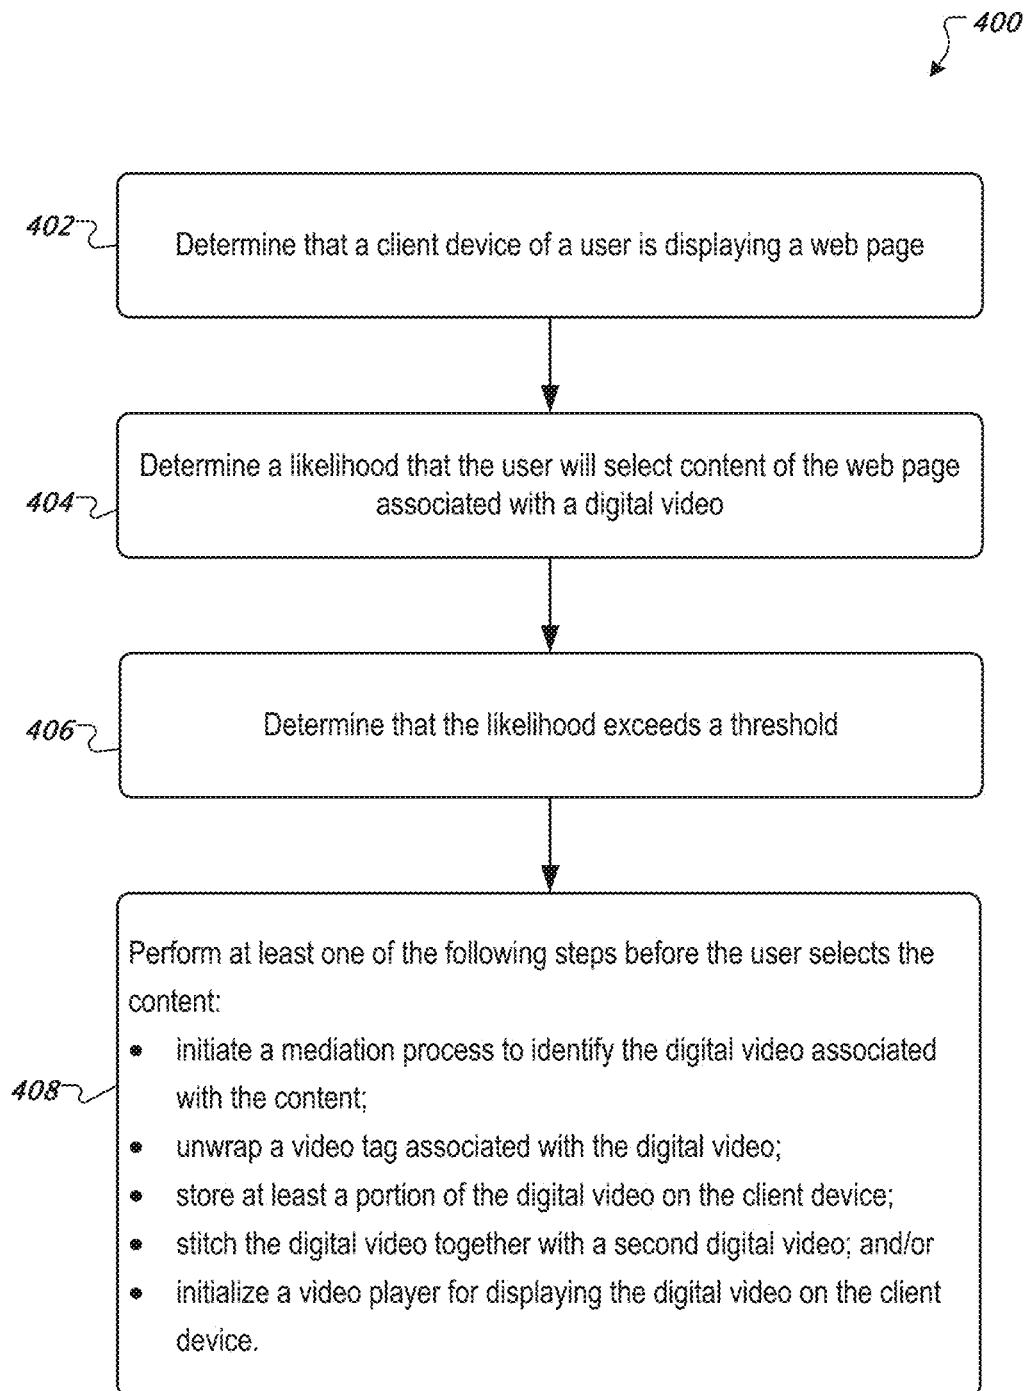 400
402
Determine that a client device of a user is displaying a web page
404
Determine a likelihood that the user will select content of the web page
associated with a digital video
406
Determine that the likelihood exceeds a threshold
408
Perform at least one of the following steps before the user selects the
content:
• initiate a mediation process to identify the digital video associated
with the content;
• unwrap a video tag associated with the digital video;
• store at least a portion of the digital video on the client device;
• stitch the digital video together with a second digital video; and/or
• initialize a video player for displaying the digital video on the client
device.